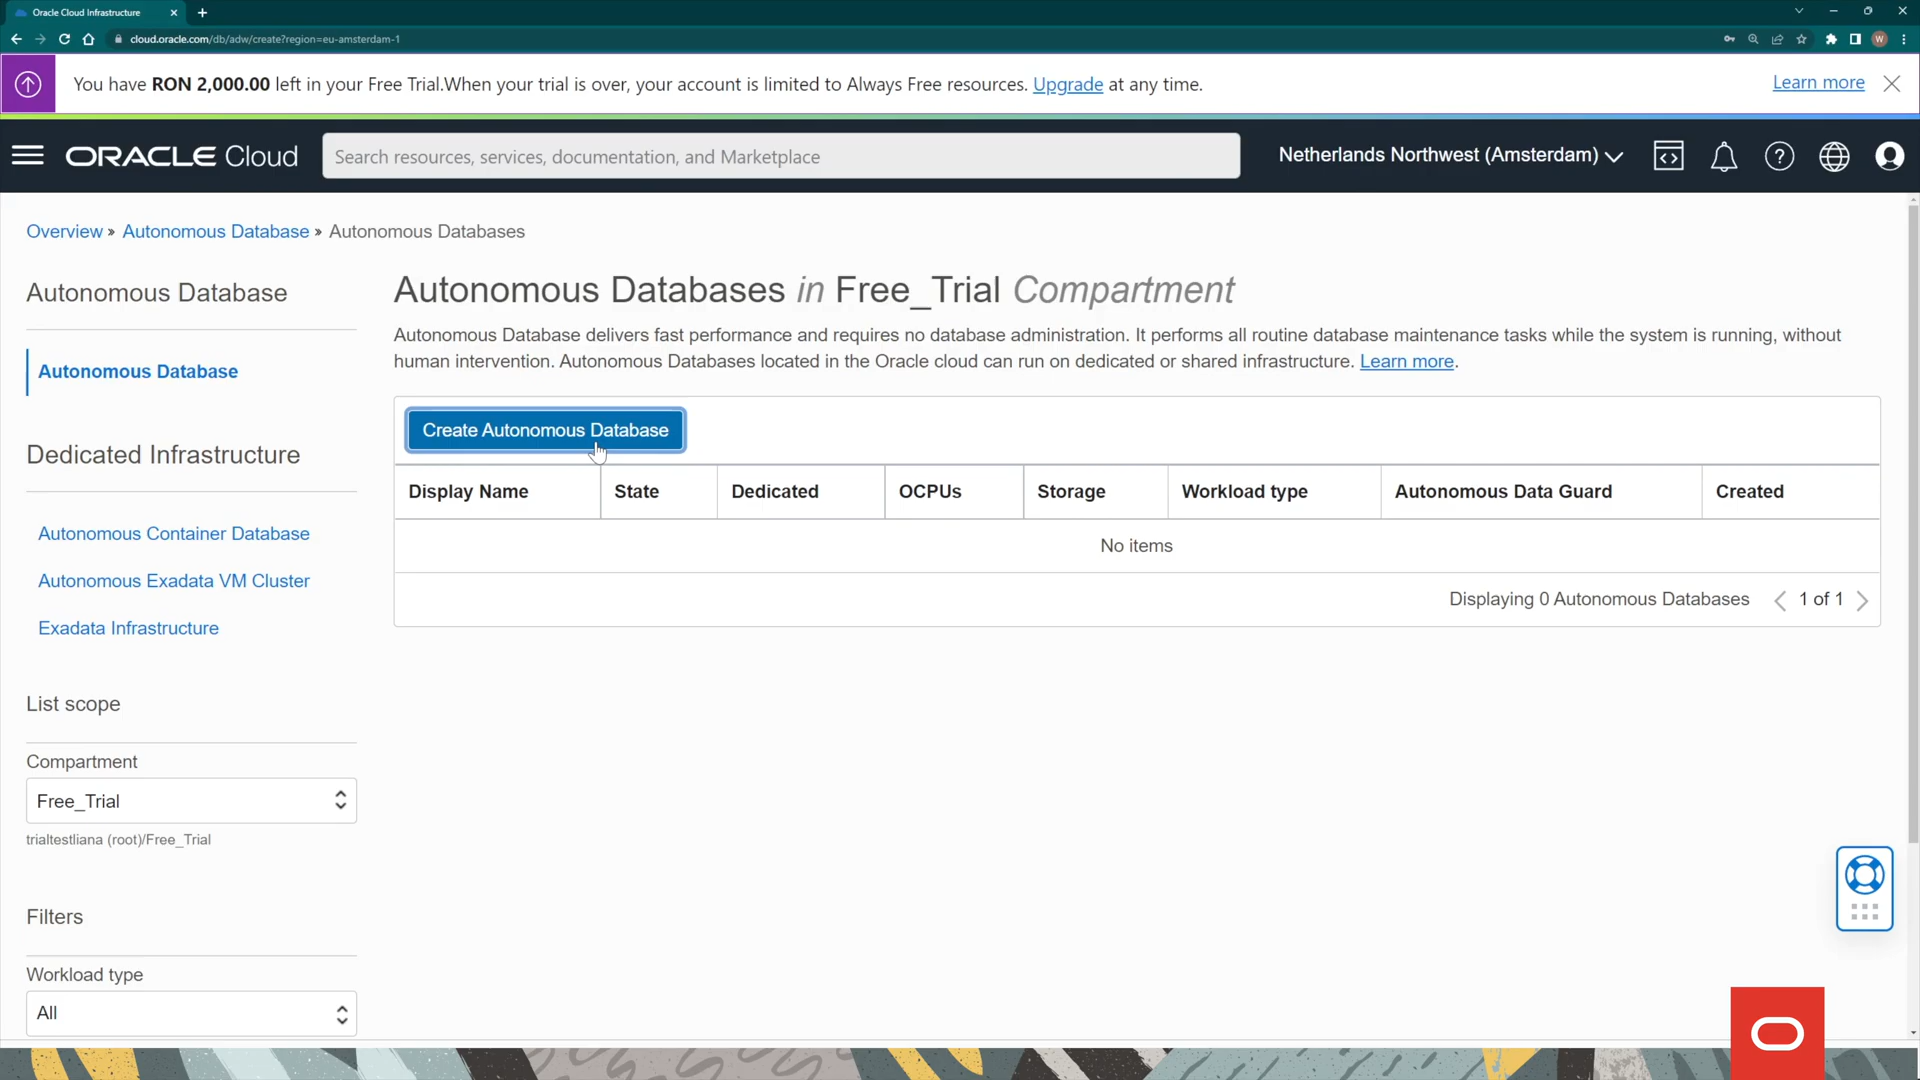 Oracle Cloud Infrastructure
cloud.oracle.com/db/adw/create?region=eu-amsterdam-1
W
You have RON 2,000.00 left in your Free Trial.When your trial is over, your account is limited to Always Free resources. Upgrade at any time.
Learn more
ORACLE Cloud
Search resources, services, documentation, and Marketplace
Netherlands Northwest (Amsterdam)
Overview » Autonomous Database » Autonomous Databases
Autonomous Database
Autonomous Database
Dedicated Infrastructure
Autonomous Container Database
Autonomous Exadata VM Cluster
Exadata Infrastructure
List scope
Compartment
Free_Trial
trialtestliana (root)/Free_Trial
Filters
Workload type
All
Autonomous Databases in Free_Trial Compartment
Autonomous Database delivers fast performance and requires no database administration. It performs all routine database maintenance tasks while the system is running, without
human intervention. Autonomous Databases located in the Oracle cloud can run on dedicated or shared infrastructure. Learn more.
Create Autonomous Database
Display Name State Dedicated OCPUs Storage Workload type Autonomous Data Guard Created
No items
Displaying 0 Autonomous Databases 1 of 1